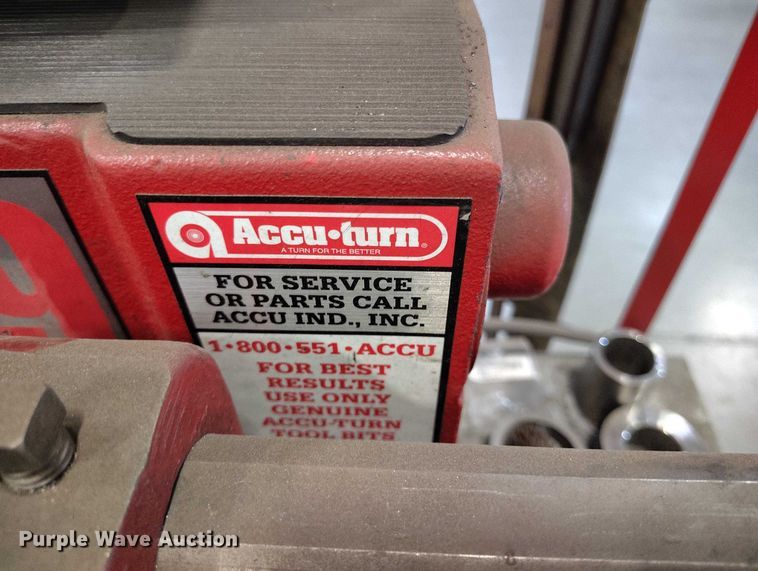 Accu•turn®
A TURN FOR THE BETTER
FOR SERVICE
OR PARTS CALL
ACCU IND., INC.
1•800•551•ACCU
FOR BEST
RESULTS
USE ONLY
GENUINE
ACCU-TURN
TOOL BITS
Purple Wave Auction